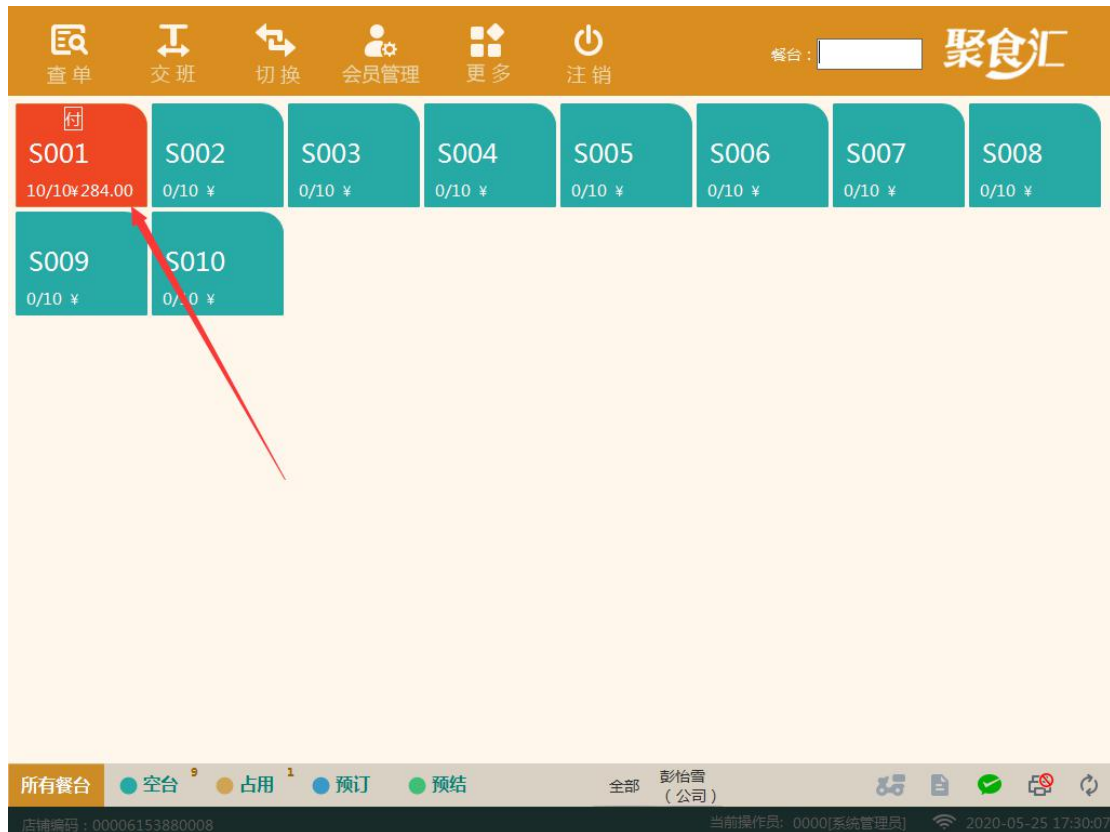 查单 交班 切换 会员管理 更多 注销 餐台： 聚食汇
付
S001 S002 S003 S004 S005 S006 S007 S008
10/10¥284.00 0/10 ¥ 0/10 ¥ 0/10 ¥ 0/10 ¥ 0/10 ¥ 0/10 ¥ 0/10 ¥
S009 S010
0/10 ¥ 0/10 ¥
所有餐台 空台 9 占用 1 预订 预结 全部 彭怡雪
（公司）
店铺编码：00006153880008 当前操作员: 0000[系统管理员] 2020-05-25 17:30:07